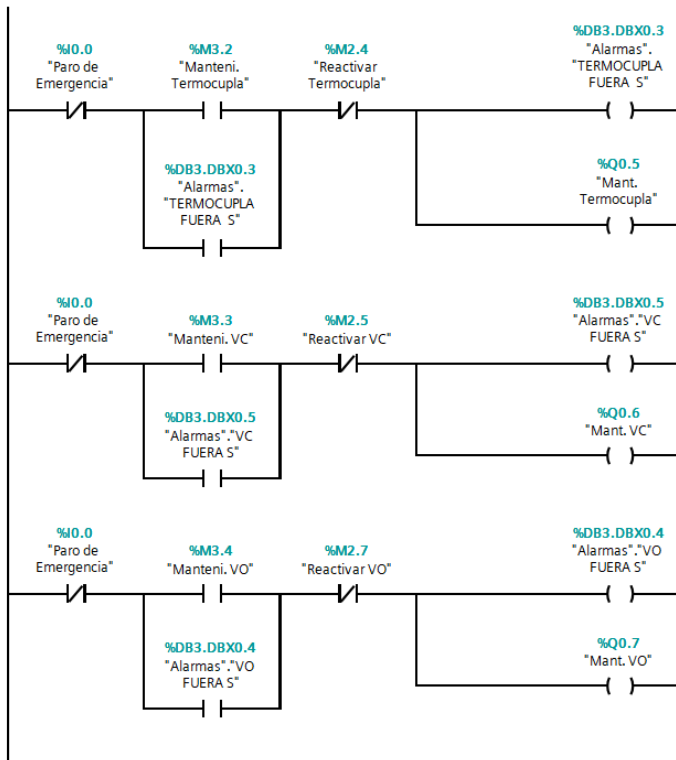 %DB3.DBX0.3
"Alarmas".
"TERMOCUPLA
FUERA S"
%I0.0
"Paro de
Emergencia"
%M3.2
"Manteni.
Termocupla"
%M2.4
"Reactivar
Termocupla"
%DB3.DBX0.3
"Alarmas".
"TERMOCUPLA
FUERA S"
%Q0.5
"Mant.
Termocupla"
%I0.0
"Paro de
Emergencia"
%M3.3
"Manteni. VC"
%M2.5
"Reactivar VC"
%DB3.DBX0.5
"Alarmas"."VC
FUERA S"
%DB3.DBX0.5
"Alarmas"."VC
FUERA S"
%Q0.6
"Mant. VC"
%I0.0
"Paro de
Emergencia"
%M3.4
"Manteni. VO"
%M2.7
"Reactivar VO"
%DB3.DBX0.4
"Alarmas"."VO
FUERA S"
%DB3.DBX0.4
"Alarmas"."VO
FUERA S"
%Q0.7
"Mant. VO"